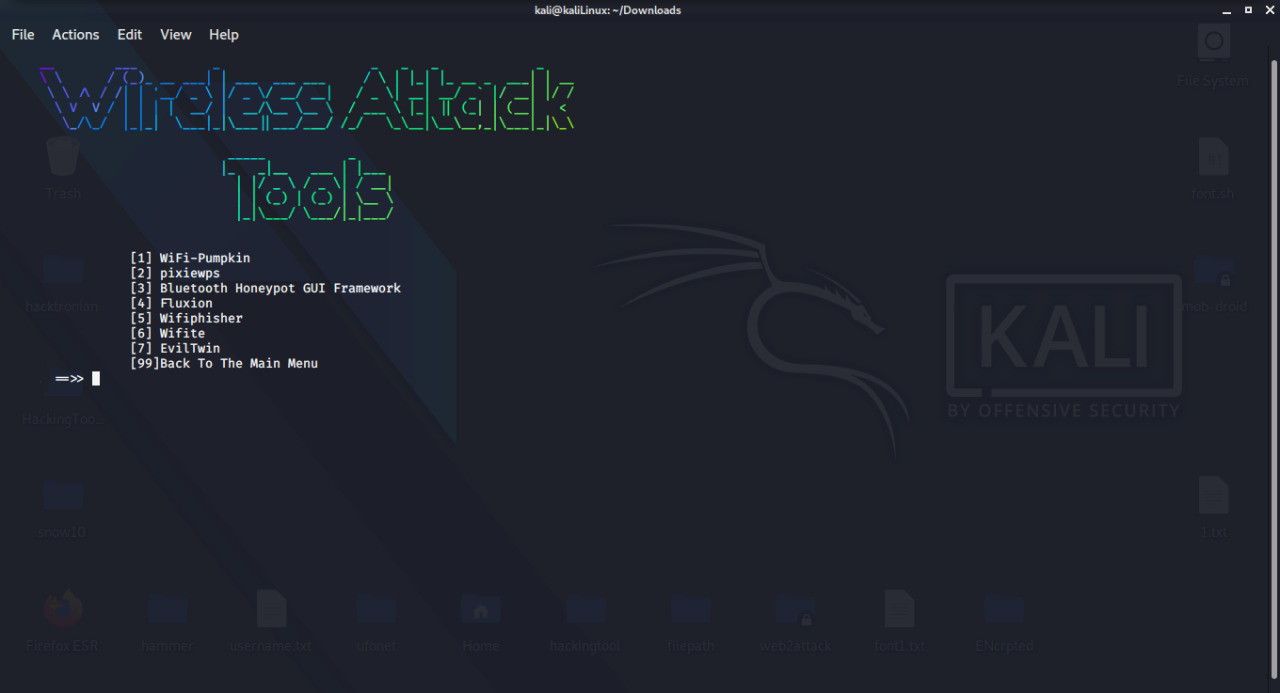 kali@kaliLinux: ~/Downloads
File Actions Edit View Help
Wireless Attack
Tools
[1] WiFi-Pumpkin
[2] pixiewps
[3] Bluetooth Honeypot GUI Framework
[4] Fluxion
[5] Wifiphisher
[6] Wifite
[7] EvilTwin
[99]Back To The Main Menu
==>>
File System
Trash
font.sh
hacktronian
mob-droid
KALI
BY OFFENSIVE SECURITY
HackingToo...
snow10
1.txt
Firefox ESR
hammer
username.txt
ufonet
Home
hackingtool
filepath
web2attack
font1.txt
ENcrpted